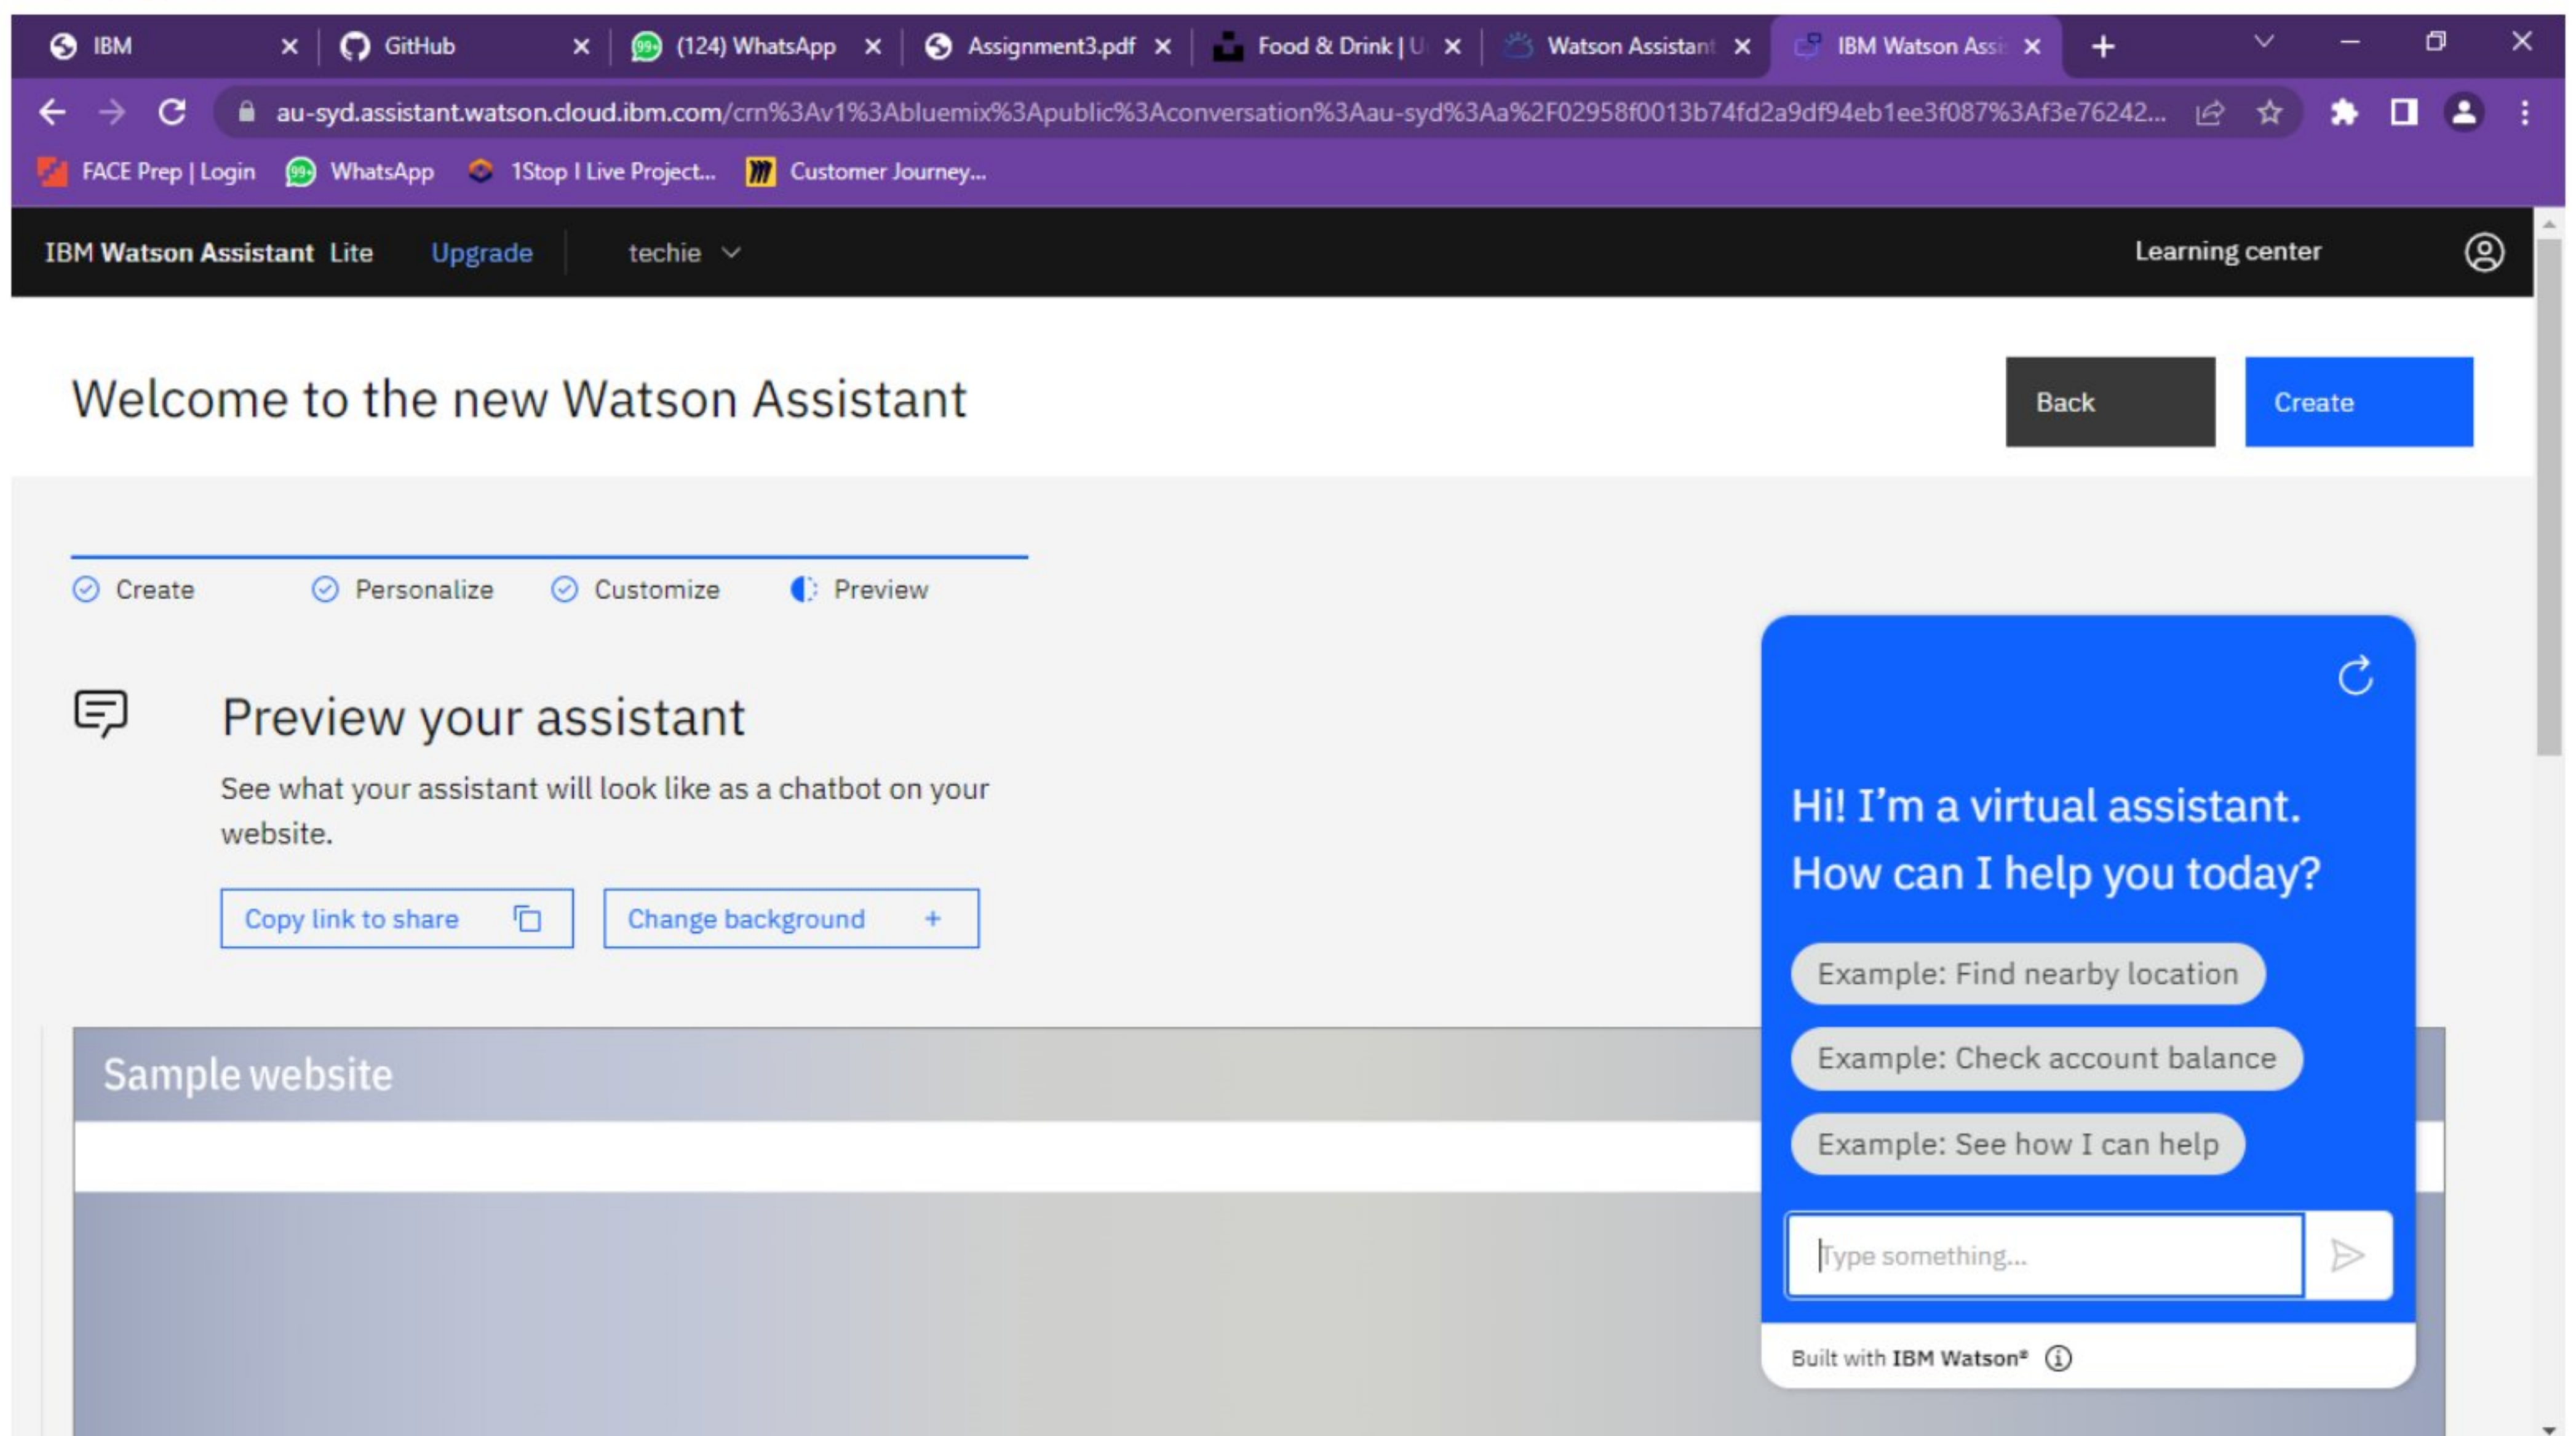 IBM GitHub (124) WhatsApp Assignment3.pdf Food & Drink | U Watson Assistant IBM Watson Assis
au-syd.assistant.watson.cloud.ibm.com/crn%3Av1%3Abluemix%3Apublic%3Aconversation%3Aau-syd%3Aa%2F02958f0013b74fd2a9df94eb1ee3f087%3Af3e76242...
FACE Prep | Login 99+ WhatsApp 1Stop I Live Project... Customer Journey...
IBM Watson Assistant Lite Upgrade techie Learning center
Welcome to the new Watson Assistant
Back Create
Create Personalize Customize Preview
Preview your assistant
See what your assistant will look like as a chatbot on your
website.
Copy link to share Change background +
Sample website
Hi! I'm a virtual assistant.
How can I help you today?
Example: Find nearby location
Example: Check account balance
Example: See how I can help
Type something...
Built with IBM Watson®